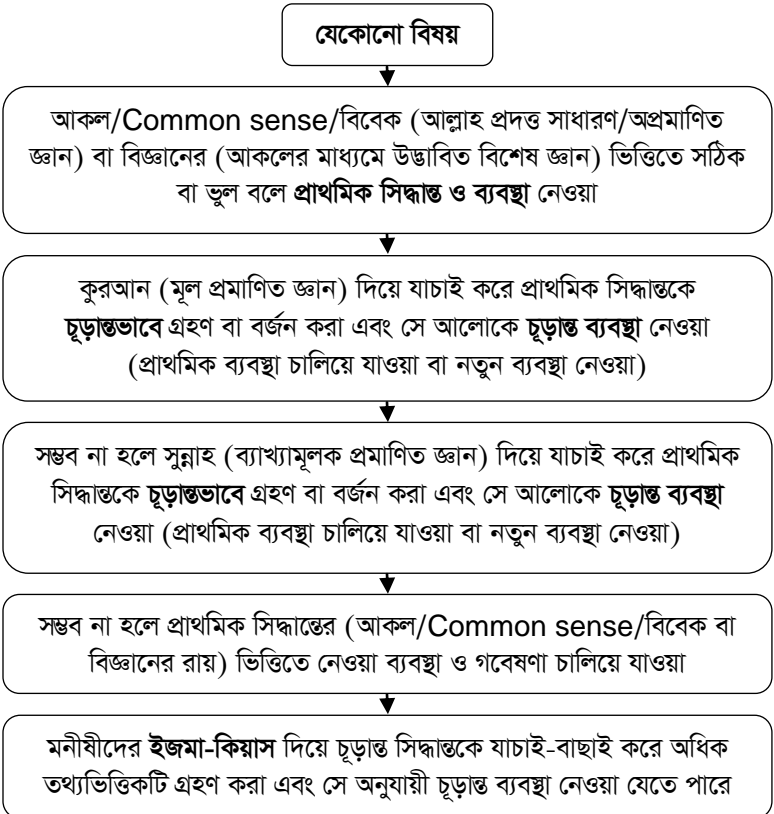 যেকোনো বিষয়
আকল/Common sense/বিবেক (আল্লাহ প্রদত্ত সাধারণ/অপ্রমাণিত
জ্ঞান) বা বিজ্ঞানের (আকলের মাধ্যমে উদ্ভাবিত বিশেষ জ্ঞান) ভিত্তিতে সঠিক
বা ভুল বলে প্রাথমিক সিদ্ধান্ত ও ব্যবস্থা নেওয়া
কুরআন (মূল প্রমাণিত জ্ঞান) দিয়ে যাচাই করে প্রাথমিক সিদ্ধান্তকে
চূড়ান্তভাবে গ্রহণ বা বর্জন করা এবং সে আলোকে চূড়ান্ত ব্যবস্থা নেওয়া
(প্রাথমিক ব্যবস্থা চালিয়ে যাওয়া বা নতুন ব্যবস্থা নেওয়া)
সম্ভব না হলে সুন্নাহ (ব্যাখ্যামূলক প্রমাণিত জ্ঞান) দিয়ে যাচাই করে প্রাথমিক
সিদ্ধান্তকে চূড়ান্তভাবে গ্রহণ বা বর্জন করা এবং সে আলোকে চূড়ান্ত ব্যবস্থা
নেওয়া (প্রাথমিক ব্যবস্থা চালিয়ে যাওয়া বা নতুন ব্যবস্থা নেওয়া)
সম্ভব না হলে প্রাথমিক সিদ্ধান্তের (আকল/Common sense/বিবেক বা
বিজ্ঞানের রায়) ভিত্তিতে নেওয়া ব্যবস্থা ও গবেষণা চালিয়ে যাওয়া
মনীষীদের ইজমা-কিয়াস দিয়ে চূড়ান্ত সিদ্ধান্তকে যাচাই-বাছাই করে অধিক
তথ্যভিত্তিকটি গ্রহণ করা এবং সে অনুযায়ী চূড়ান্ত ব্যবস্থা নেওয়া যেতে পারে